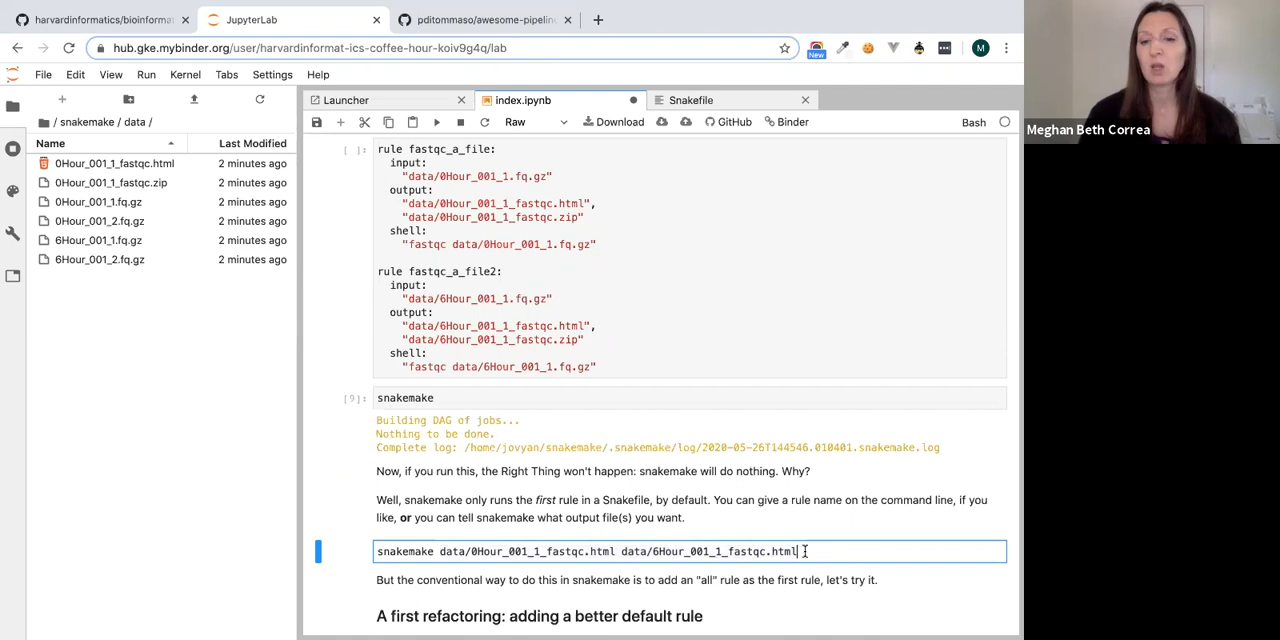 harvardinformatics/bioinformat
JupyterLab
pditommaso/awesome-pipelin
hub.gke.mybinder.org/user/harvardinformat-ics-coffee-hour-koiv9g4q/lab
New
M
File Edit View Run Kernel Tabs Settings Help
Launcher
index.ipynb
Snakefile
Raw
Download
GitHub
Binder
Bash
/ snakemake / data /
Name
Last Modified
0Hour_001_1_fastqc.html 2 minutes ago
0Hour_001_1_fastqc.zip 2 minutes ago
0Hour_001_1.fq.gz 2 minutes ago
0Hour_001_2.fq.gz 2 minutes ago
6Hour_001_1.fq.gz 2 minutes ago
6Hour_001_2.fq.gz 2 minutes ago
[ ]:
rule fastqc_a_file:
input:
"data/0Hour_001_1.fq.gz"
output:
"data/0Hour_001_1_fastqc.html",
"data/0Hour_001_1_fastqc.zip"
shell:
"fastqc data/0Hour_001_1.fq.gz"
rule fastqc_a_file2:
input:
"data/6Hour_001_1.fq.gz"
output:
"data/6Hour_001_1_fastqc.html",
"data/6Hour_001_1_fastqc.zip"
shell:
"fastqc data/6Hour_001_1.fq.gz"
[9]:
snakemake
Building DAG of jobs...
Nothing to be done.
Complete log: /home/jovyan/snakemake/.snakemake/log/2020-05-26T144546.010401.snakemake.log
Now, if you run this, the Right Thing won't happen: snakemake will do nothing. Why?
Well, snakemake only runs the first rule in a Snakefile, by default. You can give a rule name on the command line, if you
like, or you can tell snakemake what output file(s) you want.
snakemake data/0Hour_001_1_fastqc.html data/6Hour_001_1_fastqc.html
But the conventional way to do this in snakemake is to add an "all" rule as the first rule, let's try it.
A first refactoring: adding a better default rule
Meghan Beth Correa